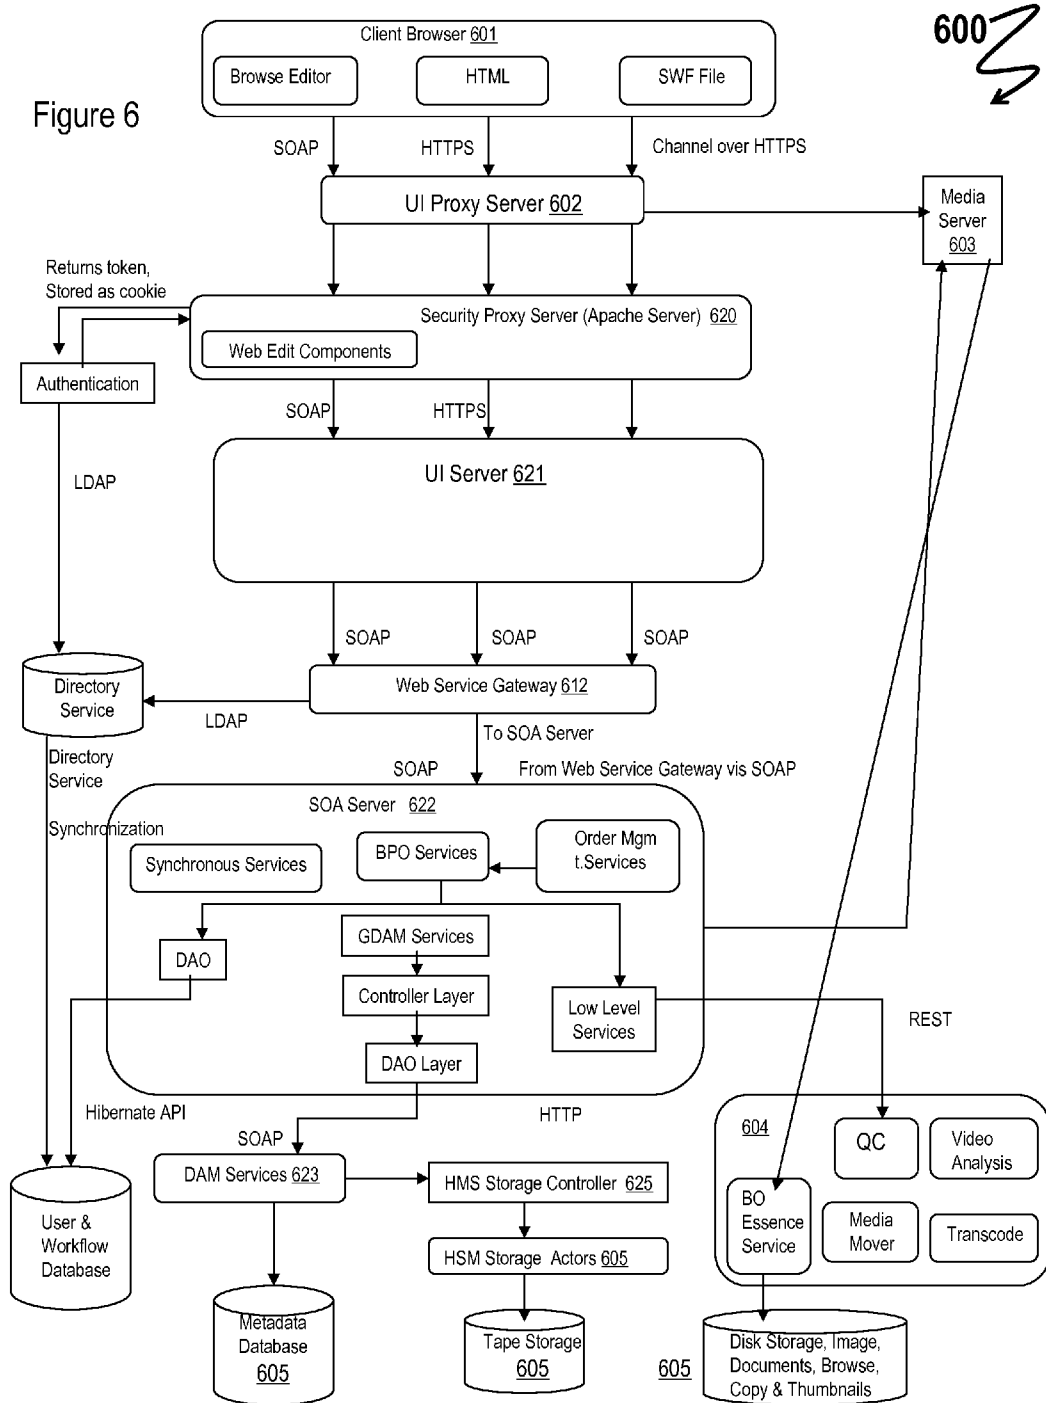 600
Client Browser 601
Browse Editor
HTML
SWF File
Figure 6
SOAP
HTTPS
Channel over HTTPS
UI Proxy Server 602
Media
Server
603
Returns token,
Stored as cookie
Security Proxy Server (Apache Server) 620
Web Edit Components
Authentication
SOAP
HTTPS
UI Server 621
LDAP
SOAP
SOAP
SOAP
Directory
Service
Web Service Gateway 612
LDAP
To SOA Server
Directory
Service
SOAP
From Web Service Gateway vis SOAP
SOA Server 622
Synchronization
Synchronous Services
BPO Services
Order Mgm
t.Services
DAO
GDAM Services
Controller Layer
Low Level
Services
REST
DAO Layer
Hibernate API
HTTP
SOAP
604
QC
Video
Analysis
DAM Services 623
HMS Storage Controller 625
BO
Essence
Service
Media
Mover
Transcode
User &
Workflow
Database
HSM Storage Actors 605
Metadata
Database
605
Tape Storage
605
605
Disk Storage, Image,
Documents, Browse,
Copy & Thumbnails